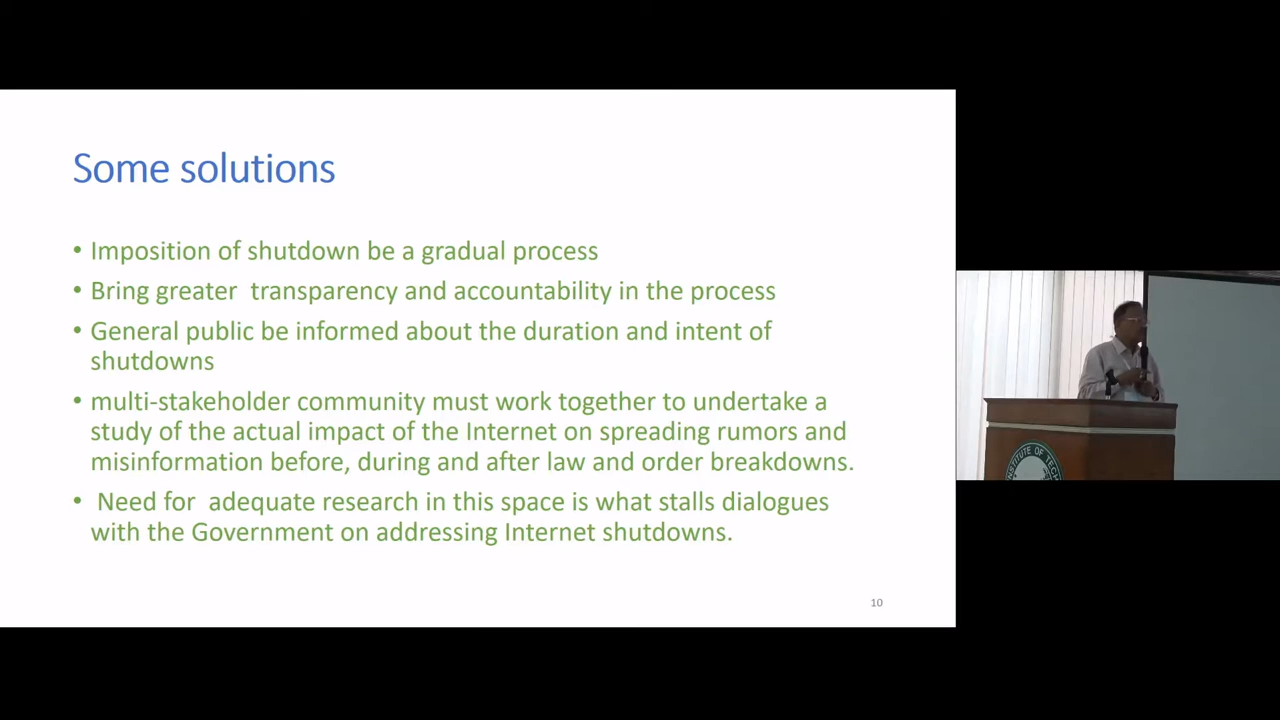 Some solutions
• Imposition of shutdown be a gradual process
• Bring greater  transparency and accountability in the process
• General public be informed about the duration and intent of
shutdowns
• multi-stakeholder community must work together to undertake a
study of the actual impact of the Internet on spreading rumors and
misinformation before, during and after law and order breakdowns.
•  Need for  adequate research in this space is what stalls dialogues
with the Government on addressing Internet shutdowns.
10
INSTITUTE OF TECH